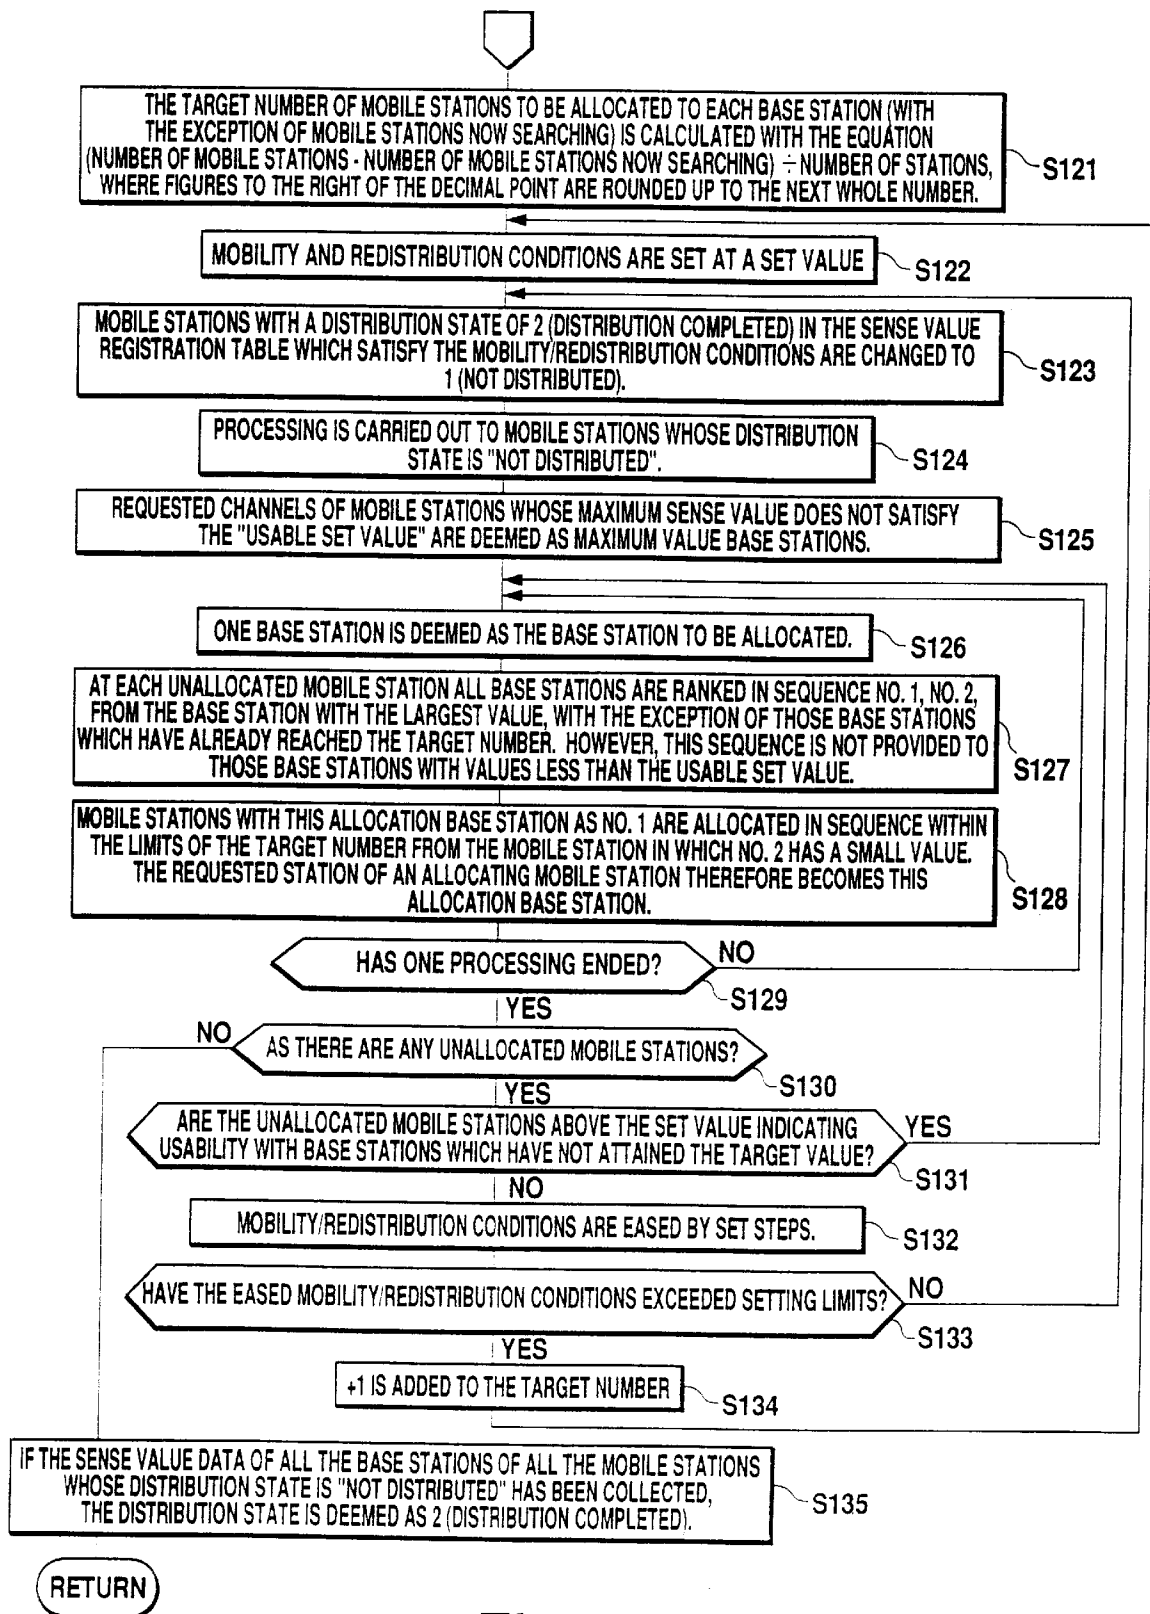 THE TARGET NUMBER OF MOBILE STATIONS TO BE ALLOCATED TO EACH BASE STATION (WITH
THE EXCEPTION OF MOBILE STATIONS NOW SEARCHING) IS CALCULATED WITH THE EQUATION
(NUMBER OF MOBILE STATIONS - NUMBER OF MOBILE STATIONS NOW SEARCHING) ÷ NUMBER OF STATIONS,
WHERE FIGURES TO THE RIGHT OF THE DECIMAL POINT ARE ROUNDED UP TO THE NEXT WHOLE NUMBER.
S121
MOBILITY AND REDISTRIBUTION CONDITIONS ARE SET AT A SET VALUE
S122
MOBILE STATIONS WITH A DISTRIBUTION STATE OF 2 (DISTRIBUTION COMPLETED) IN THE SENSE VALUE
REGISTRATION TABLE WHICH SATISFY THE MOBILITY/REDISTRIBUTION CONDITIONS ARE CHANGED TO
1 (NOT DISTRIBUTED).
S123
PROCESSING IS CARRIED OUT TO MOBILE STATIONS WHOSE DISTRIBUTION
STATE IS "NOT DISTRIBUTED".
S124
REQUESTED CHANNELS OF MOBILE STATIONS WHOSE MAXIMUM SENSE VALUE DOES NOT SATISFY
THE "USABLE SET VALUE" ARE DEEMED AS MAXIMUM VALUE BASE STATIONS.
S125
ONE BASE STATION IS DEEMED AS THE BASE STATION TO BE ALLOCATED.
S126
AT EACH UNALLOCATED MOBILE STATION ALL BASE STATIONS ARE RANKED IN SEQUENCE NO. 1, NO. 2,
FROM THE BASE STATION WITH THE LARGEST VALUE, WITH THE EXCEPTION OF THOSE BASE STATIONS
WHICH HAVE ALREADY REACHED THE TARGET NUMBER. HOWEVER, THIS SEQUENCE IS NOT PROVIDED TO
THOSE BASE STATIONS WITH VALUES LESS THAN THE USABLE SET VALUE.
S127
MOBILE STATIONS WITH THIS ALLOCATION BASE STATION AS NO. 1 ARE ALLOCATED IN SEQUENCE WITHIN
THE LIMITS OF THE TARGET NUMBER FROM THE MOBILE STATION IN WHICH NO. 2 HAS A SMALL VALUE.
THE REQUESTED STATION OF AN ALLOCATING MOBILE STATION THEREFORE BECOMES THIS
ALLOCATION BASE STATION.
S128
HAS ONE PROCESSING ENDED?
NO
S129
YES
NO
AS THERE ARE ANY UNALLOCATED MOBILE STATIONS?
S130
YES
ARE THE UNALLOCATED MOBILE STATIONS ABOVE THE SET VALUE INDICATING
USABILITY WITH BASE STATIONS WHICH HAVE NOT ATTAINED THE TARGET VALUE?
YES
S131
NO
MOBILITY/REDISTRIBUTION CONDITIONS ARE EASED BY SET STEPS.
S132
HAVE THE EASED MOBILITY/REDISTRIBUTION CONDITIONS EXCEEDED SETTING LIMITS?
NO
S133
YES
+1 IS ADDED TO THE TARGET NUMBER
S134
IF THE SENSE VALUE DATA OF ALL THE BASE STATIONS OF ALL THE MOBILE STATIONS
WHOSE DISTRIBUTION STATE IS "NOT DISTRIBUTED" HAS BEEN COLLECTED,
THE DISTRIBUTION STATE IS DEEMED AS 2 (DISTRIBUTION COMPLETED).
S135
RETURN